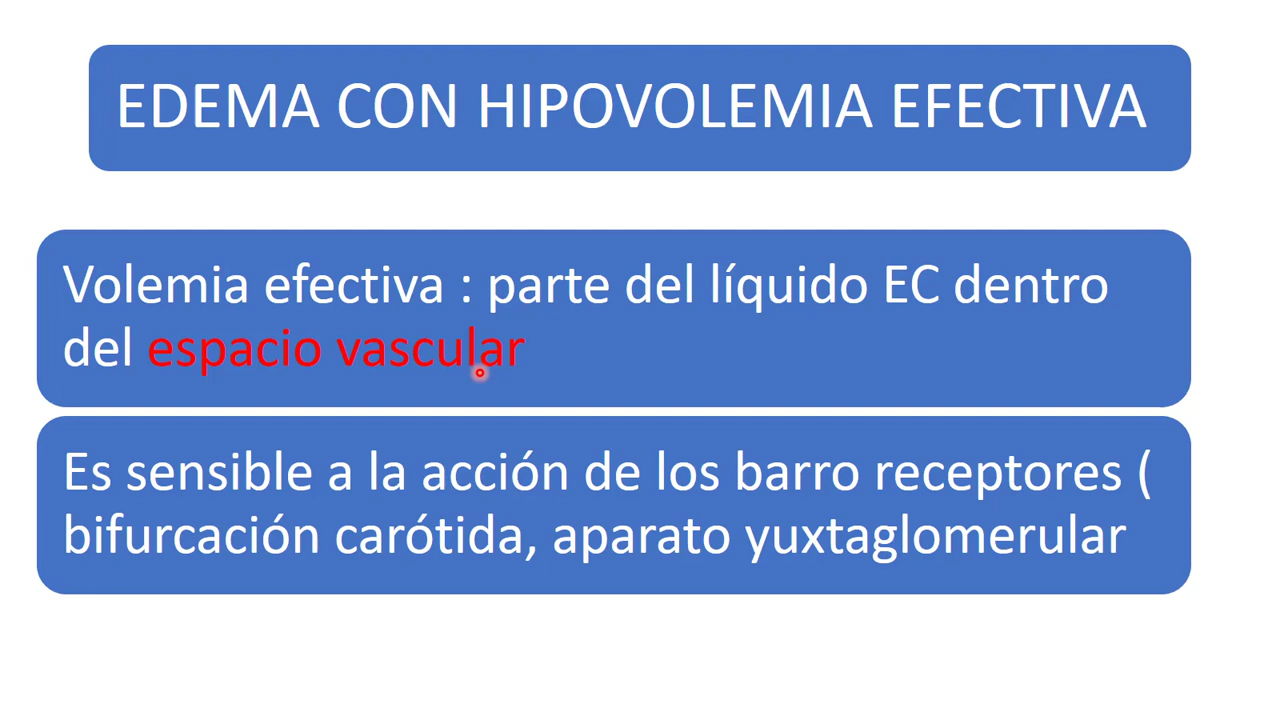 EDEMA CON HIPOVOLEMIA EFECTIVA
Volemia efectiva : parte del líquido EC dentro
del espacio vascular
Es sensible a la acción de los barro receptores (
bifurcación carótida, aparato yuxtaglomerular